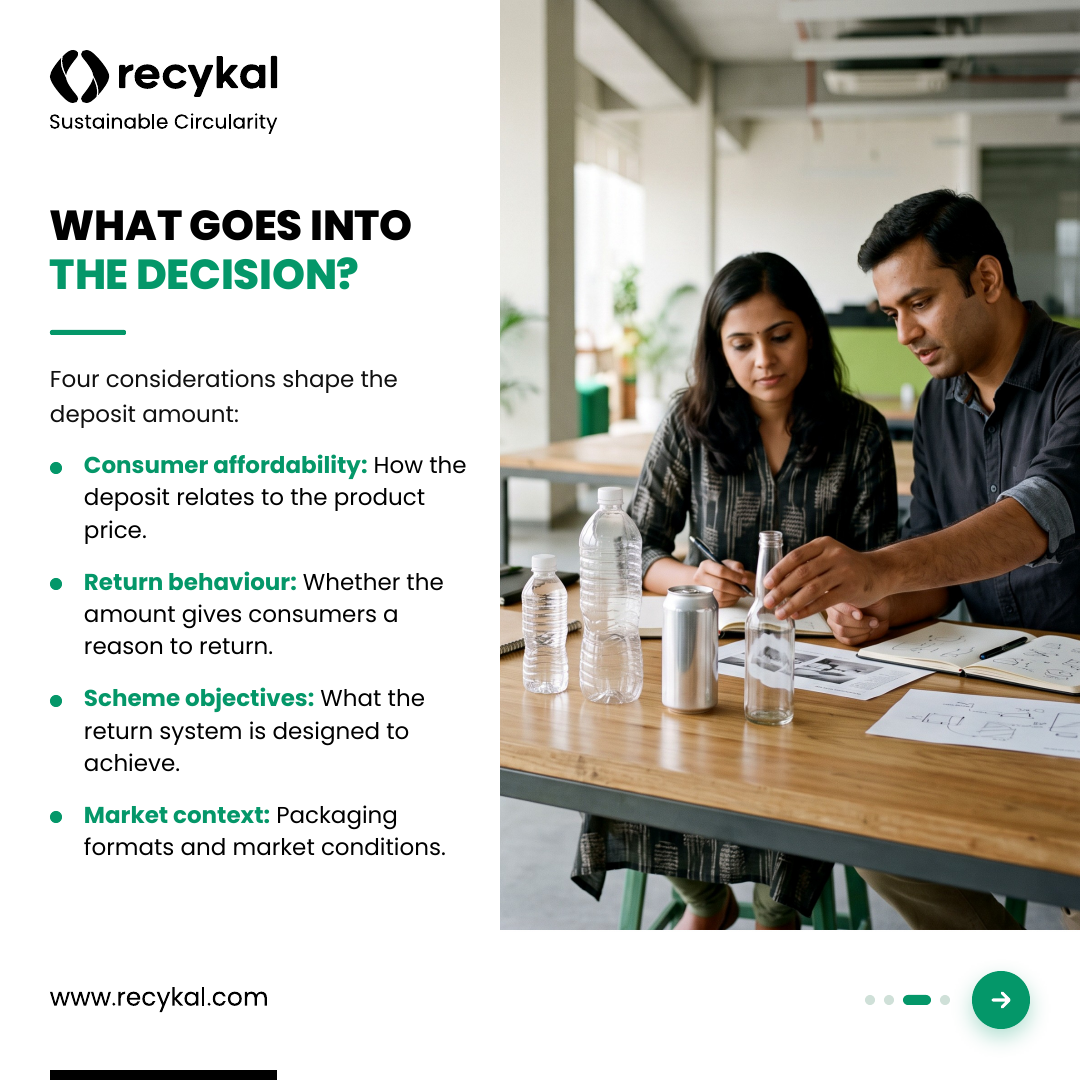 recykal
Sustainable Circularity
WHAT GOES INTO
THE DECISION?
Four considerations shape the
deposit amount:
Consumer affordability: How the
deposit relates to the product
price.
Return behaviour: Whether the
amount gives consumers a
reason to return.
Scheme objectives: What the
return system is designed to
achieve.
Market context: Packaging
formats and market conditions.
www.recykal.com